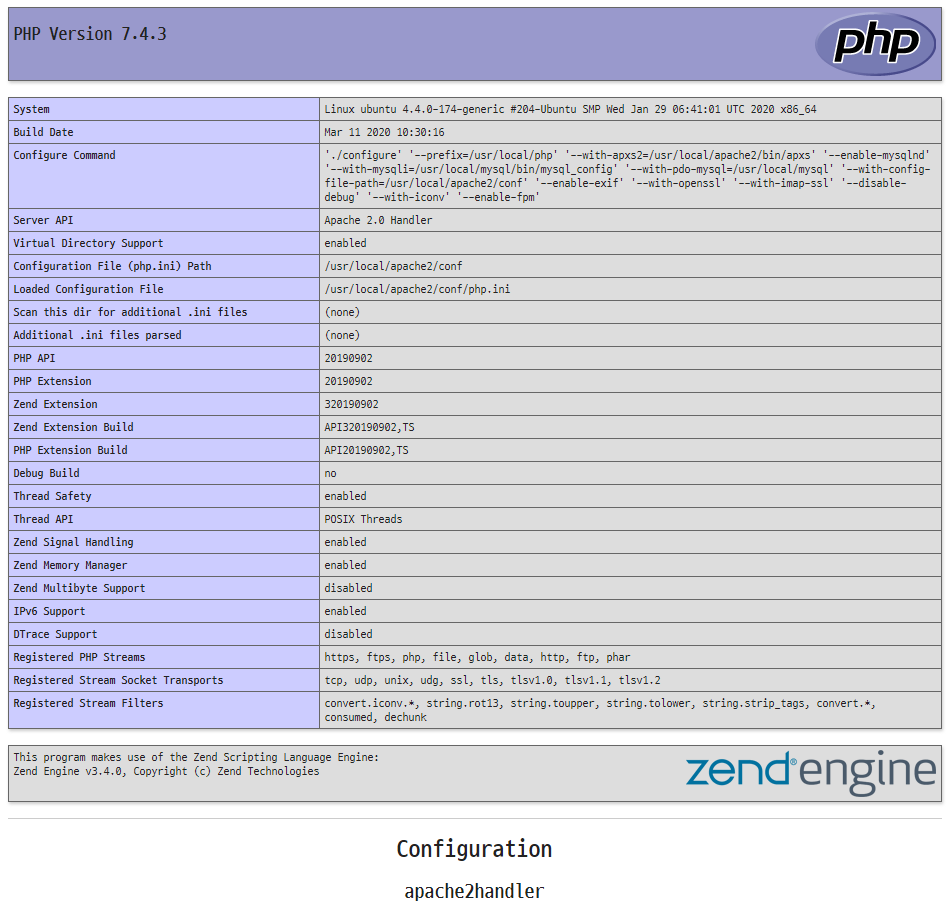 PHP Version 7.4.3
php
System Linux ubuntu 4.4.0-174-generic #204-Ubuntu SMP Wed Jan 29 06:41:01 UTC 2020 x86_64
Build Date Mar 11 2020 10:30:16
Configure Command './configure' '--prefix=/usr/local/php' '--with-apxs2=/usr/local/apache2/bin/apxs' '--enable-mysqlnd'
'--with-mysqli=/usr/local/mysql/bin/mysql_config' '--with-pdo-mysql=/usr/local/mysql' '--with-config-
file-path=/usr/local/apache2/conf' '--enable-exif' '--with-openssl' '--with-imap-ssl' '--disable-
debug' '--with-iconv' '--enable-fpm'
Server API Apache 2.0 Handler
Virtual Directory Support enabled
Configuration File (php.ini) Path /usr/local/apache2/conf
Loaded Configuration File /usr/local/apache2/conf/php.ini
Scan this dir for additional .ini files (none)
Additional .ini files parsed (none)
PHP API 20190902
PHP Extension 20190902
Zend Extension 320190902
Zend Extension Build API320190902,TS
PHP Extension Build API20190902,TS
Debug Build no
Thread Safety enabled
Thread API POSIX Threads
Zend Signal Handling enabled
Zend Memory Manager enabled
Zend Multibyte Support disabled
IPv6 Support enabled
DTrace Support disabled
Registered PHP Streams https, ftps, php, file, glob, data, http, ftp, phar
Registered Stream Socket Transports tcp, udp, unix, udg, ssl, tls, tlsv1.0, tlsv1.1, tlsv1.2
Registered Stream Filters convert.iconv.*, string.rot13, string.toupper, string.tolower, string.strip_tags, convert.*,
consumed, dechunk
This program makes use of the Zend Scripting Language Engine:
Zend Engine v3.4.0, Copyright (c) Zend Technologies
zend®engine
Configuration
apache2handler